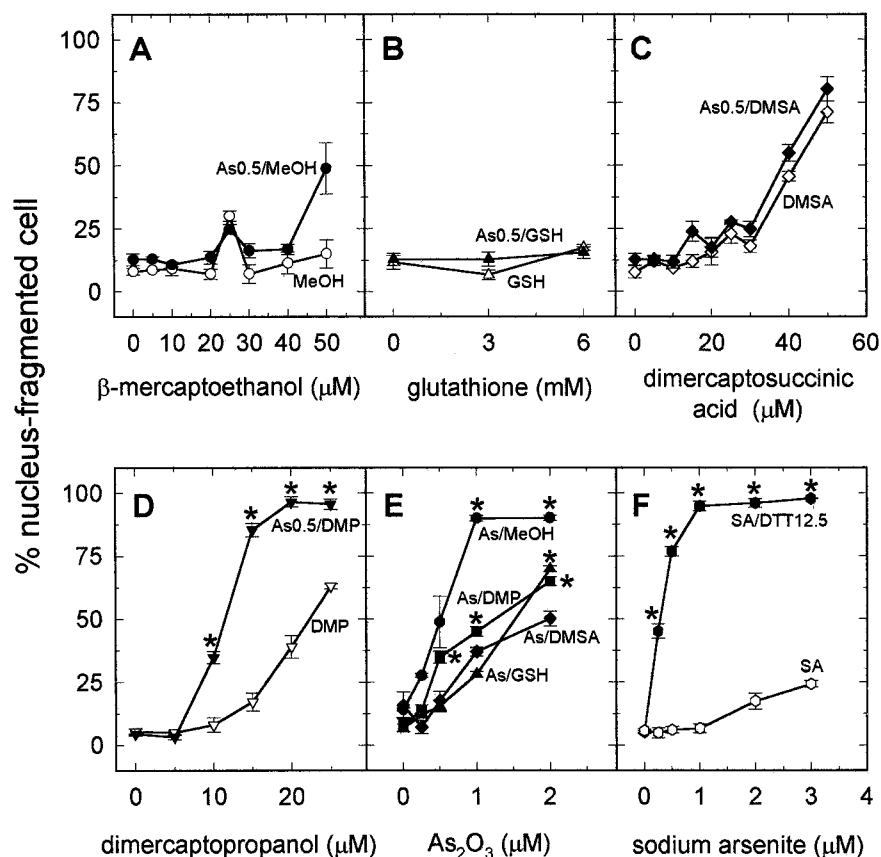 % nucleus-fragmented cell
100
75
50
25
0
A
As0.5/MeOH
MeOH
0 10 20 30 40 50
β-mercaptoethanol (μM)
B
As0.5/GSH
GSH
0 3 6
glutathione (mM)
C
As0.5/DMSA
DMSA
0 20 40 60
dimercaptosuccinic
acid (μM)
100
75
50
25
0
D
* * * *
As0.5/DMP
DMP
0 10 20
dimercaptopropanol (μM)
E
* *
As/MeOH
*
As/DMP
*
*
As/DMSA
*
As/GSH
0 1 2
As₂O₃ (μM)
F
* * * * *
SA/DTT12.5
SA
0 1 2 3 4
sodium arsenite (μM)